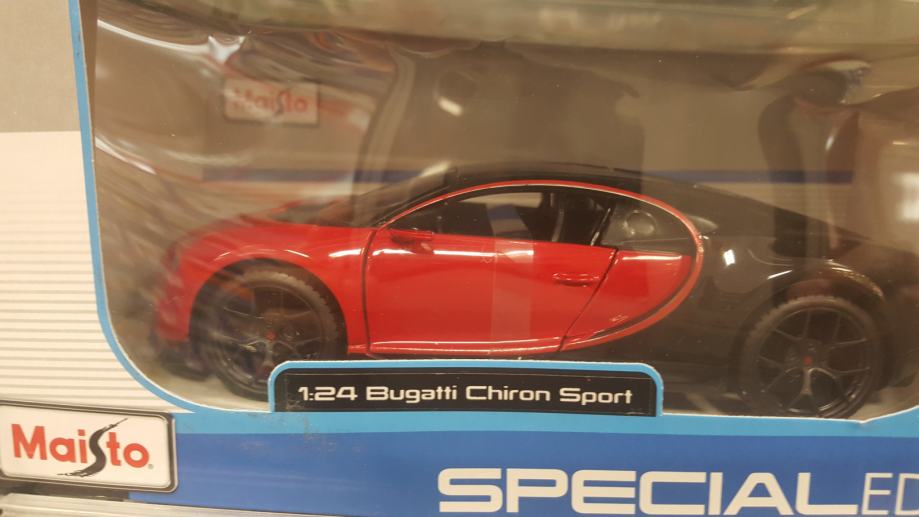 MaiSto
1:24 Bugatti Chiron Sport
MaiSto
SPECIAL ED